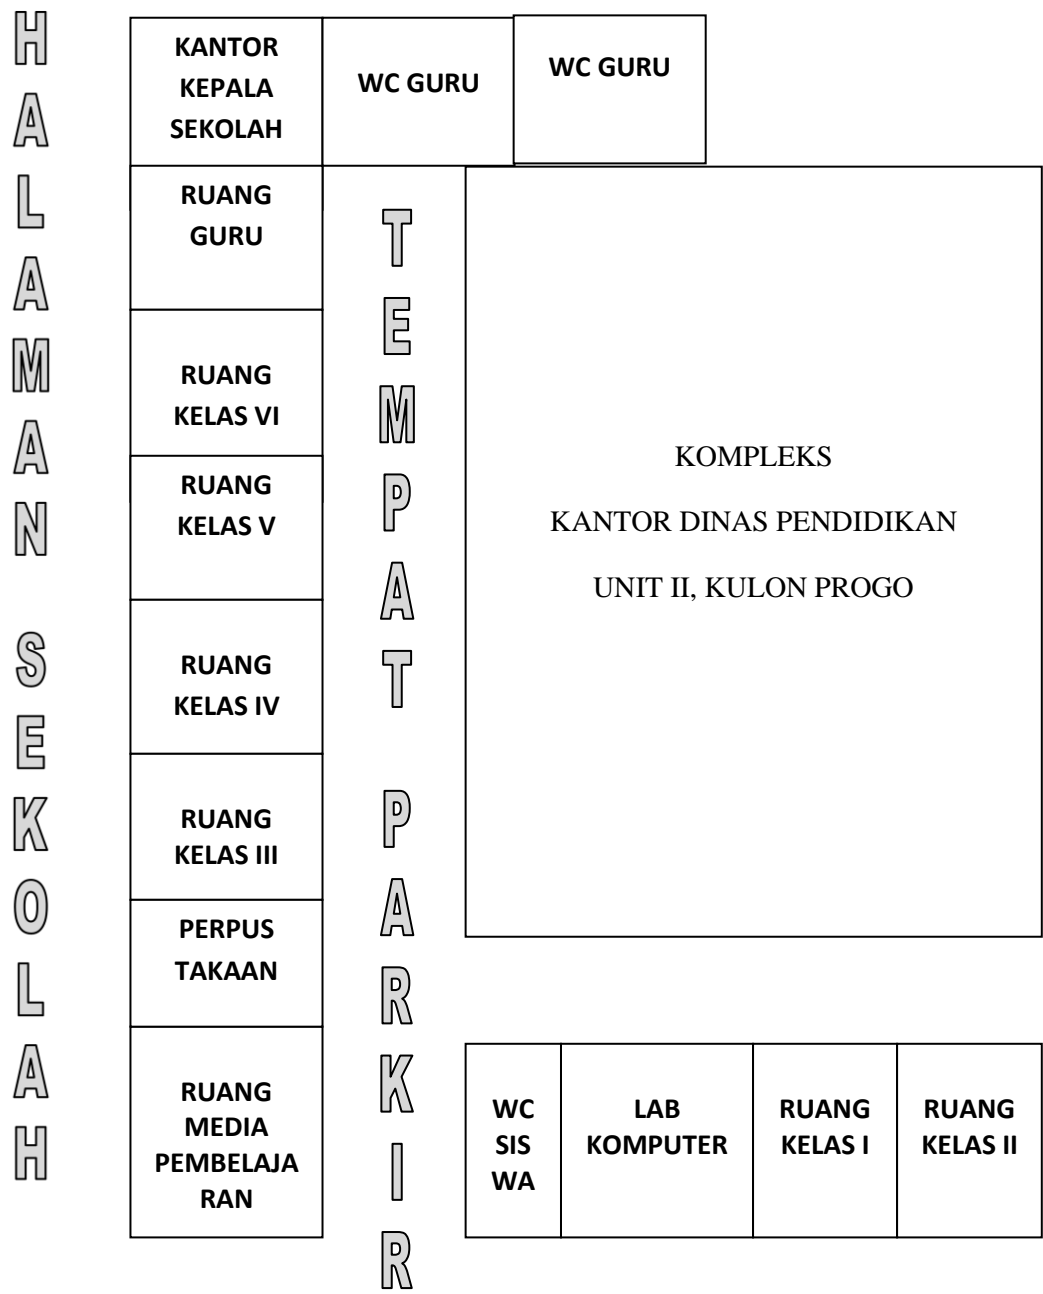 HALAMAN SEKOLAH
KANTOR
KEPALA
SEKOLAH
WC GURU
WC GURU
RUANG
GURU
RUANG
KELAS VI
RUANG
KELAS V
RUANG
KELAS IV
RUANG
KELAS III
PERPUS
TAKAAN
RUANG
MEDIA
PEMBELAJA
RAN
TEMPAT PARKIR
KOMPLEKS
KANTOR DINAS PENDIDIKAN
UNIT II, KULON PROGO
WC
SIS
WA
LAB
KOMPUTER
RUANG
KELAS I
RUANG
KELAS II